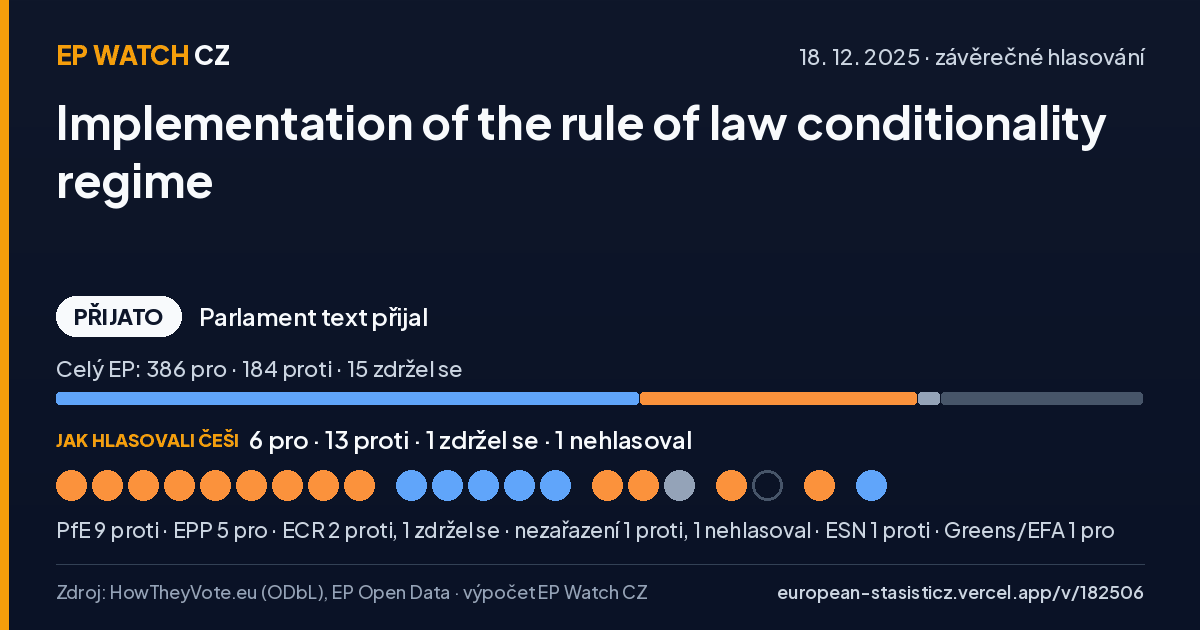 EP WATCH CZ
18. 12. 2025 · závěrečné hlasování
Implementation of the rule of law conditionality
regime
PŘIJATO Parlament text přijal
Celý EP: 386 pro · 184 proti · 15 zdržel se
JAK HLASOVALI ČEŠI 6 pro · 13 proti · 1 zdržel se · 1 nehlasoval
PfE 9 proti · EPP 5 pro · ECR 2 proti, 1 zdržel se · nezařazení 1 proti, 1 nehlasoval · ESN 1 proti · Greens/EFA 1 pro
Zdroj: HowTheyVote.eu (ODbL), EP Open Data · výpočet EP Watch CZ
european-stasisticz.vercel.app/v/182506